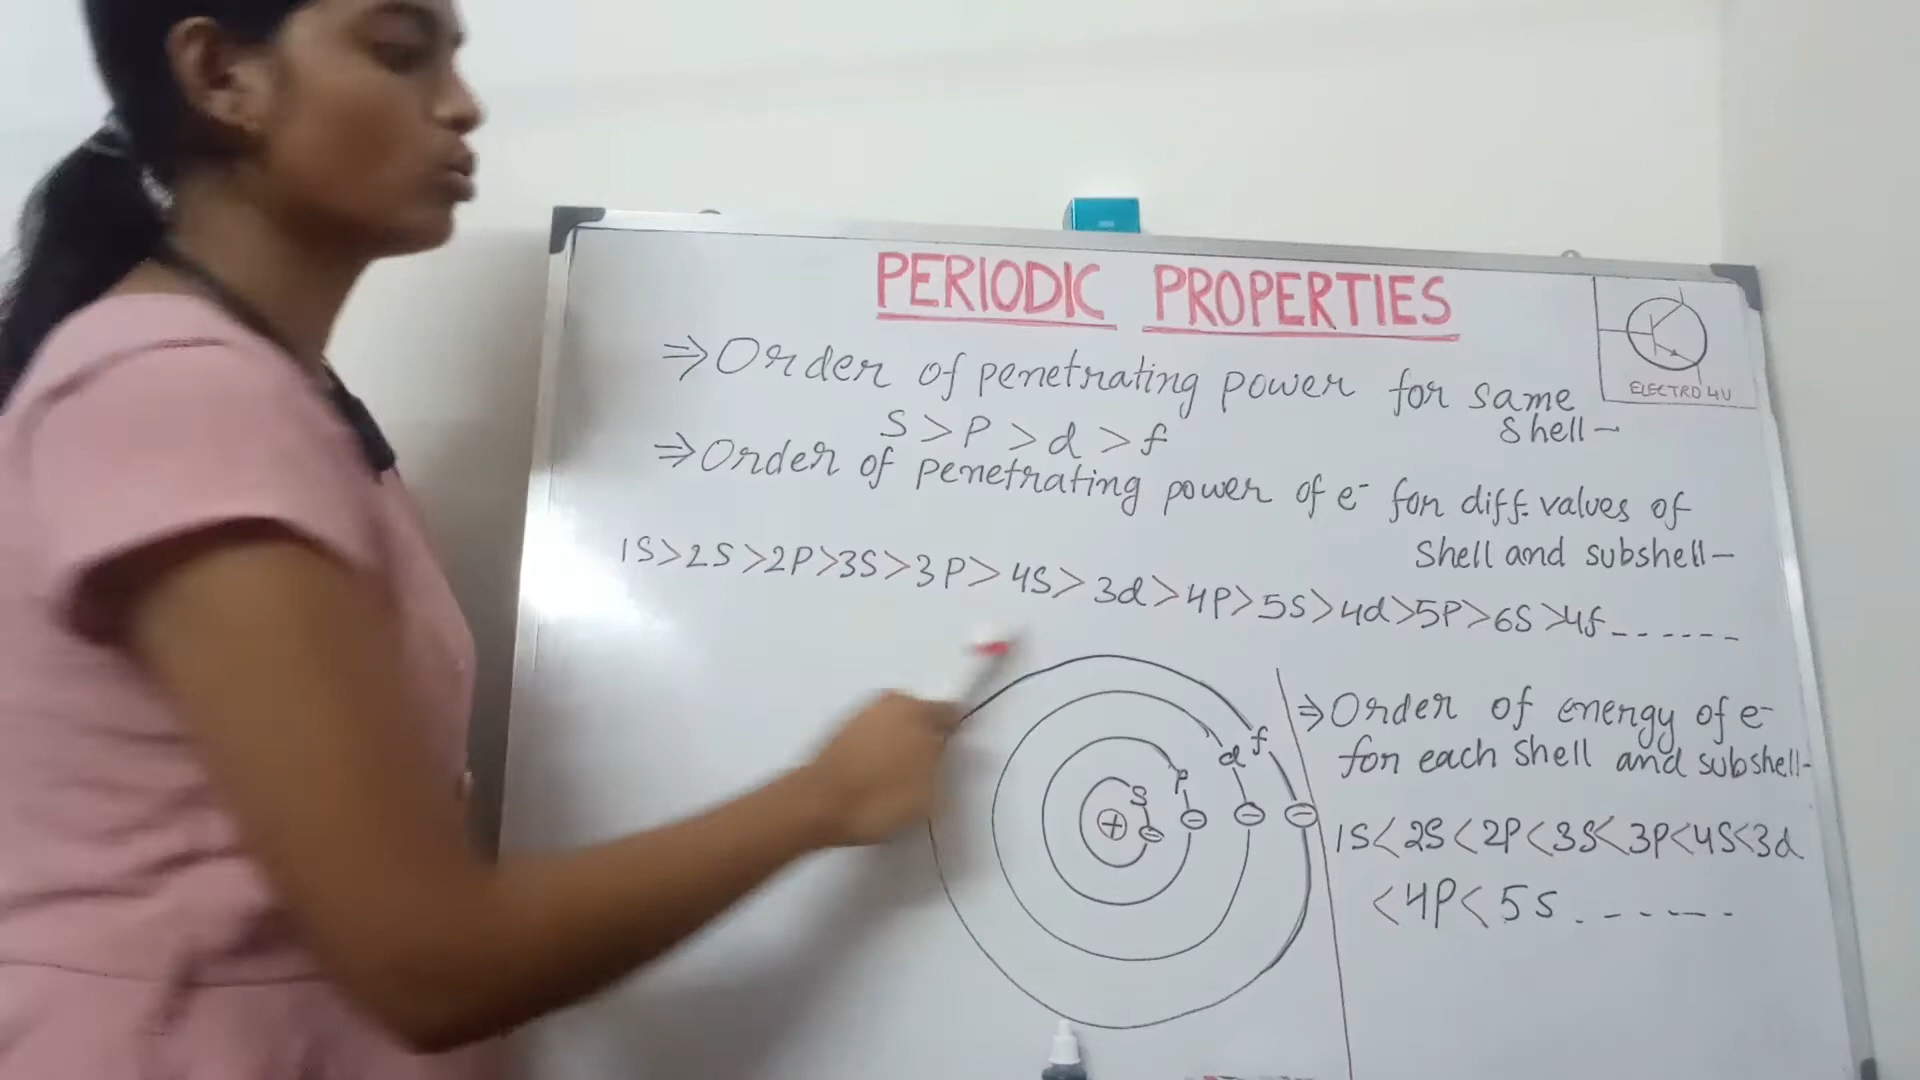 PERIODIC PROPERTIES
ELECTRO 4U
⇒ Order of penetrating power for same
shell –
S > P > d > f
⇒ Order of penetrating power of e⁻ for diff. values of
Shell and subshell –
1S>2S>2P>3S>3P>4S>3d>4P>5S>4d>5P>6S>4f------
S
P
d
f
+
−
−
−
−
⇒ Order of energy of e⁻
for each shell and subshell–
1S<2S<2P<3S<3P<4S<3d
<4P<5S.------